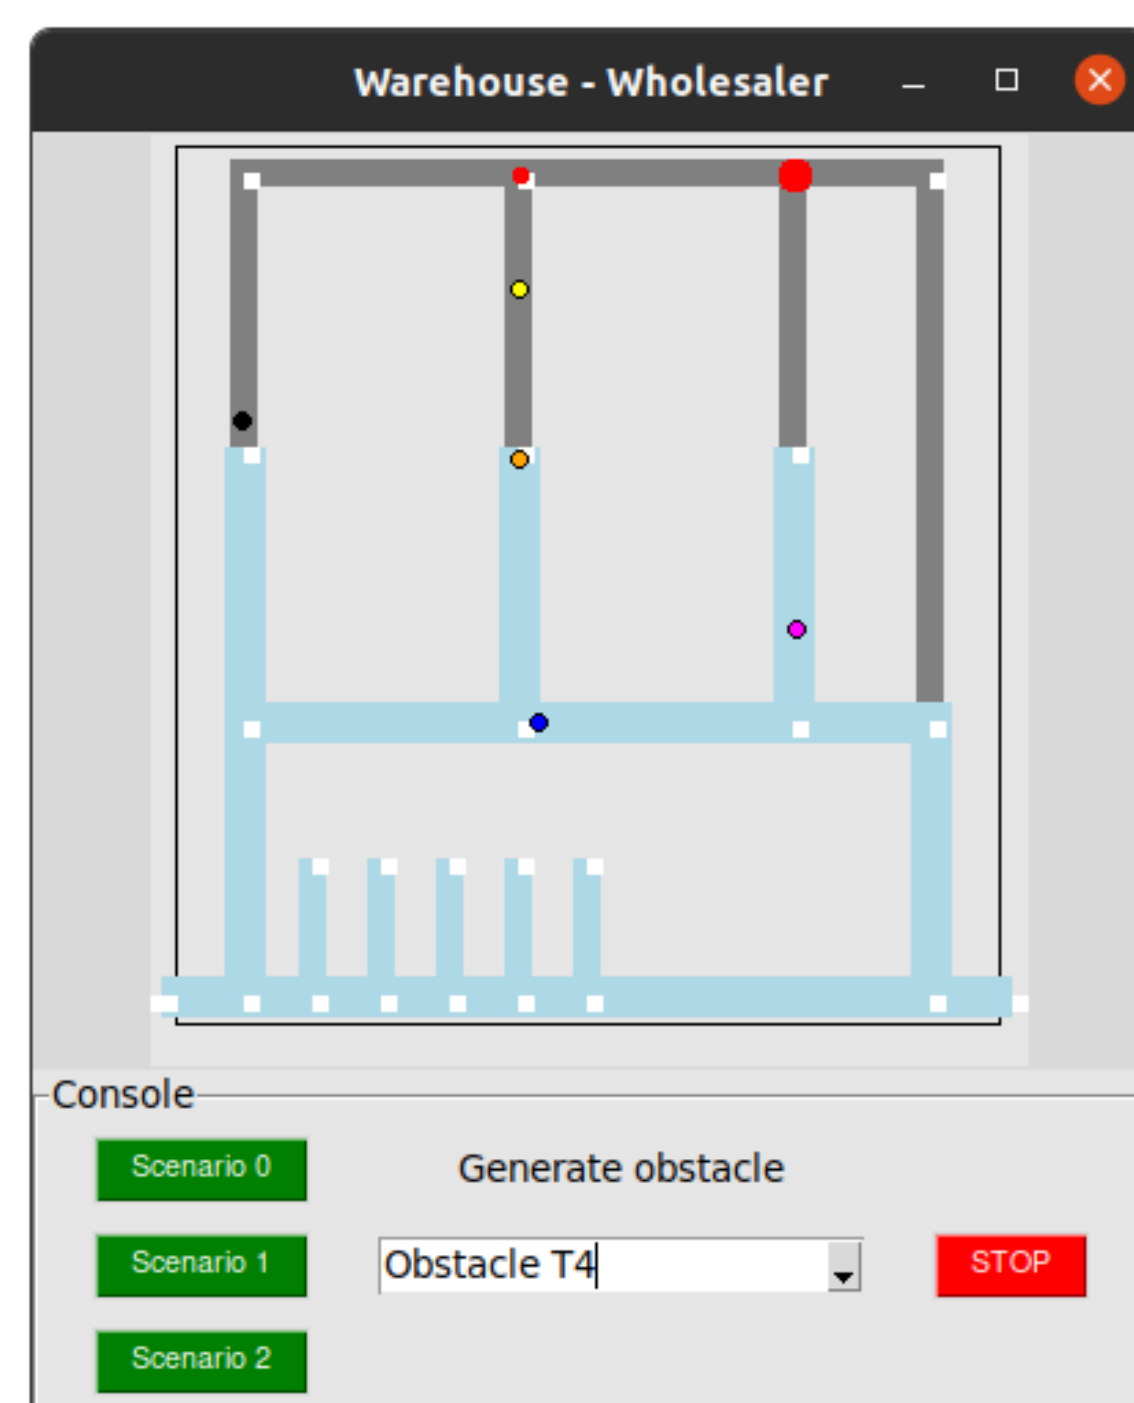 Warehouse - Wholesaler
Console
Scenario 0
Generate obstacle
Scenario 1
Obstacle T4
STOP
Scenario 2